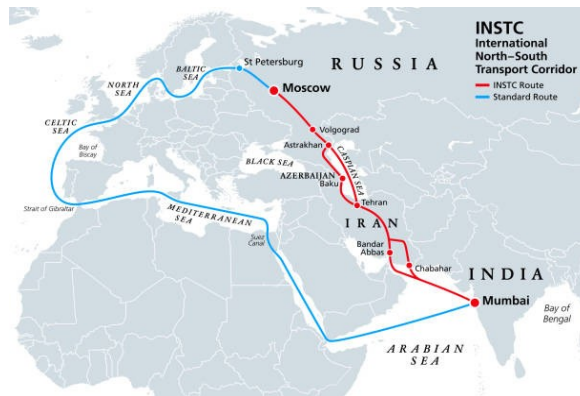 INSTC
International
North–South
Transport Corridor
INSTC Route
Standard Route
RUSSIA
St Petersburg
Moscow
BALTIC
SEA
NORTH
SEA
CELTIC
SEA
Bay of
Biscay
Volgograd
Astrakhan
CASPIAN SEA
BLACK SEA
AZERBAIJAN
Baku
Tehran
Strait of Gibraltar
MEDITERRANEAN
SEA
Suez
Canal
IRAN
Bandar
Abbas
Chabahar
INDIA
Mumbai
Bay of
Bengal
ARABIAN
SEA